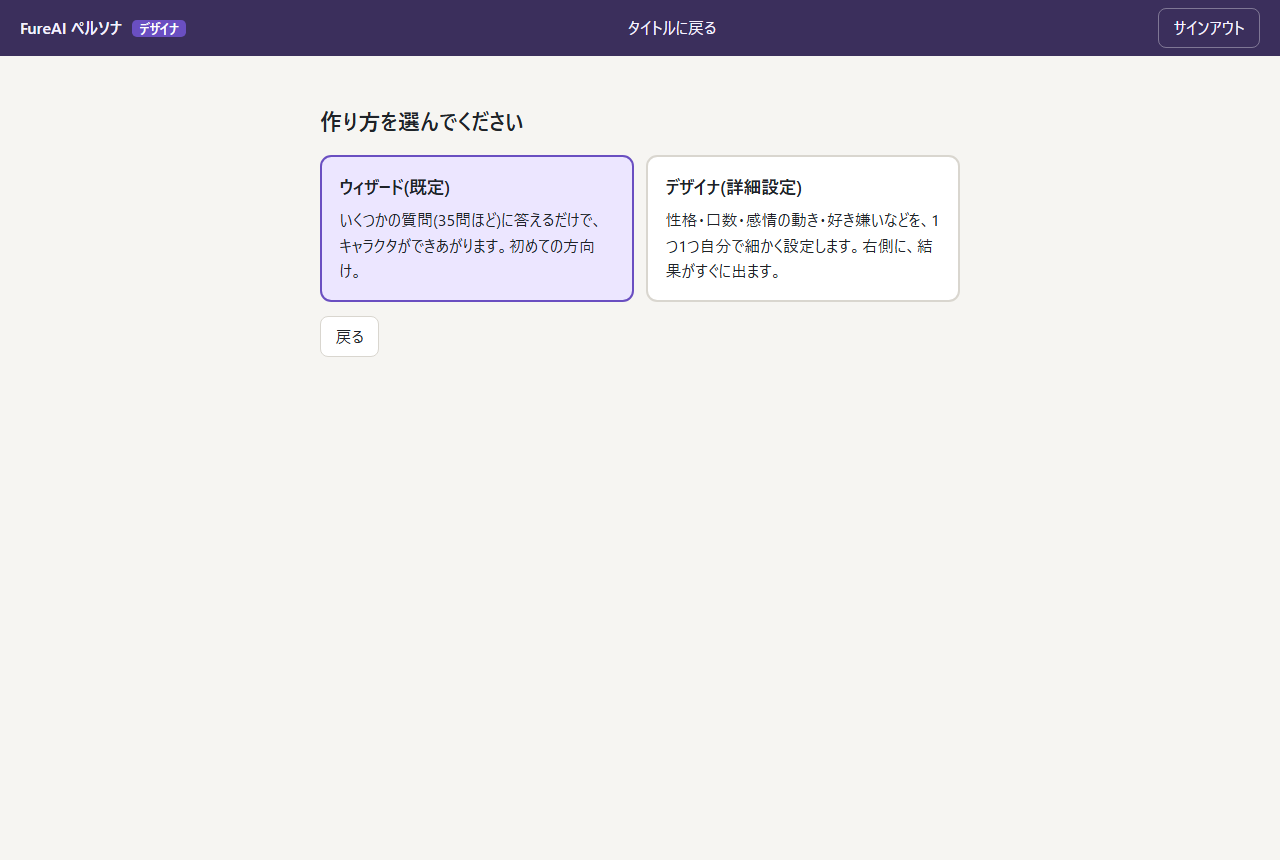 FureAI ペルソナ デザイナ
タイトルに戻る
サインアウト
作り方を選んでください
ウィザード(既定)
いくつかの質問(35問ほど)に答えるだけで、
キャラクタができあがります。初めての方向
け。
デザイナ(詳細設定)
性格・口数・感情の動き・好き嫌いなどを、1
つ1つ自分で細かく設定します。右側に、結
果がすぐに出ます。
戻る